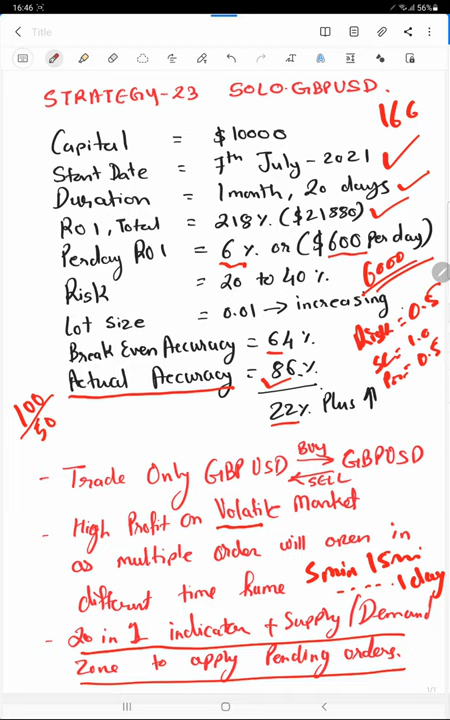 16:46
56%
Title
STRATEGY-23 SOLO.GBPUSD.
166
Capital = $10000
Start Date = 7th July-2021
Duration = 1 month, 20 days
ROI, Total = 218%. ($21880)
Perday ROI = 6%. or ($600 Per day)
6000
Risk = 20 to 40%.
Lot Size = 0.01 → increasing
Risk = 0.5
SL = 1.0
Pro = 0.5
Break Even Accuracy = 64%.
Actual Accuracy = 86.%
22%. Plus ↑
100/50
- Trade Only GBPUSD BUY → ← SELL GBPUSD
- High Profit on Volatile Market
as multiple order will open in
different time frame 5min 15mi
..... 1day
- 20 in 1 indicator + Supply/Demand
Zone to apply Pending orders.
1/1